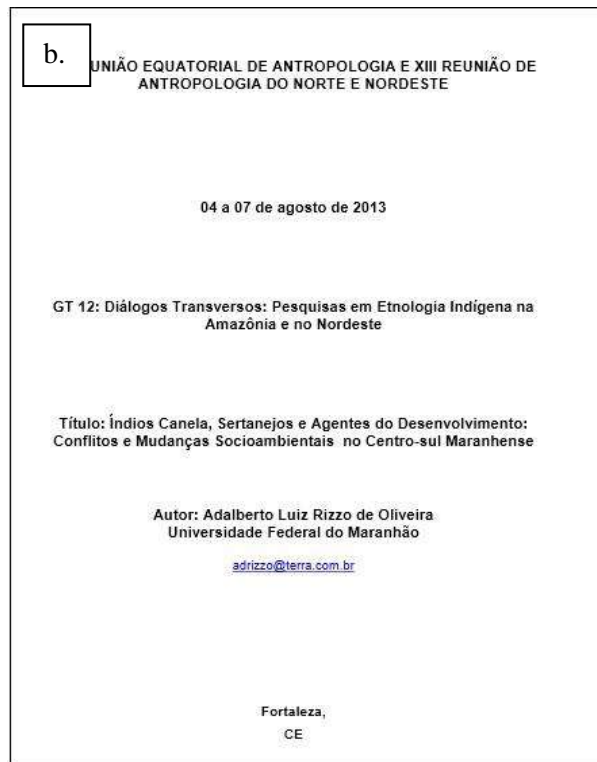 b.
UNIÃO EQUATORIAL DE ANTROPOLOGIA E XIII REUNIÃO DE
ANTROPOLOGIA DO NORTE E NORDESTE
04 a 07 de agosto de 2013
GT 12: Diálogos Transversos: Pesquisas em Etnologia Indígena na
Amazônia e no Nordeste
Título: Índios Canela, Sertanejos e Agentes do Desenvolvimento:
Conflitos e Mudanças Socioambientais no Centro-sul Maranhense
Autor: Adalberto Luiz Rizzo de Oliveira
Universidade Federal do Maranhão
adrizzo@terra.com.br
Fortaleza,
CE